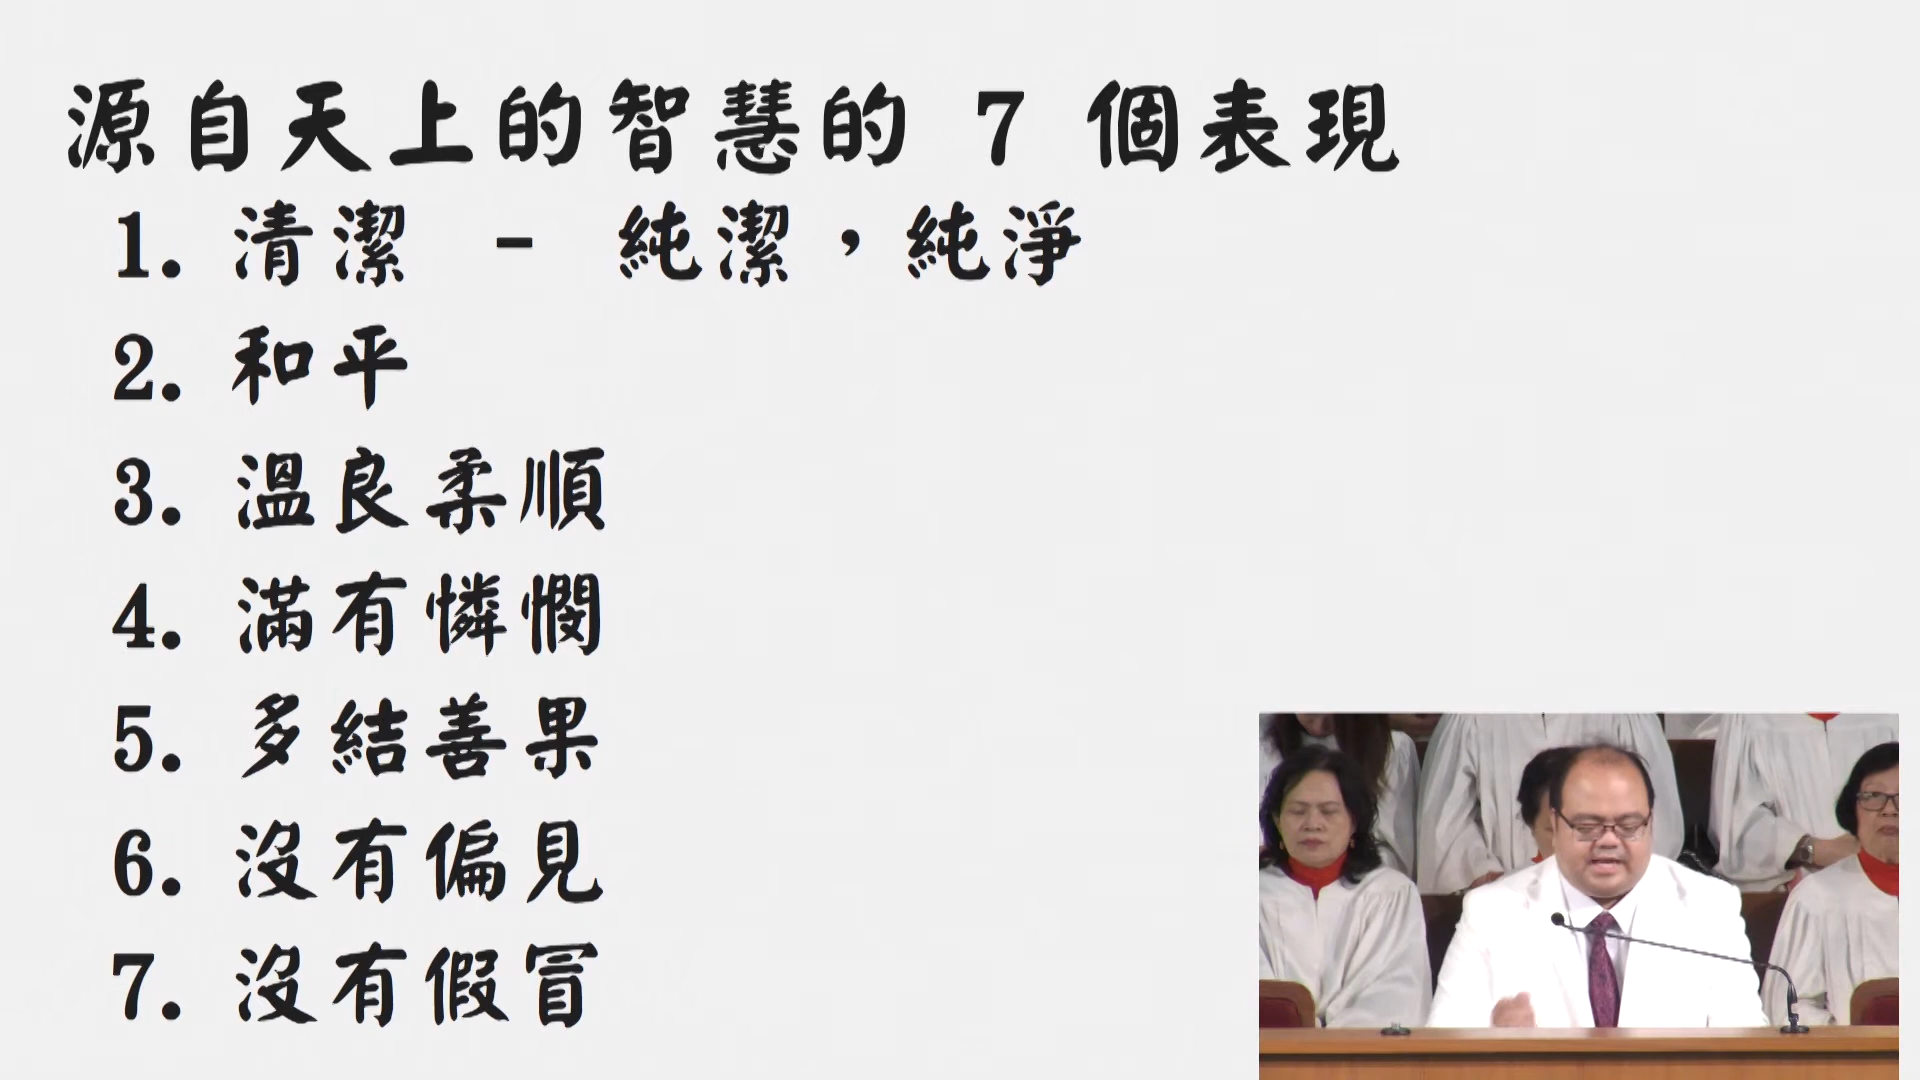 源自天上的智慧的 7 個表現
1. 清潔 - 純潔，純淨
2. 和平
3. 溫良柔順
4. 滿有憐憫
5. 多結善果
6. 沒有偏見
7. 沒有假冒